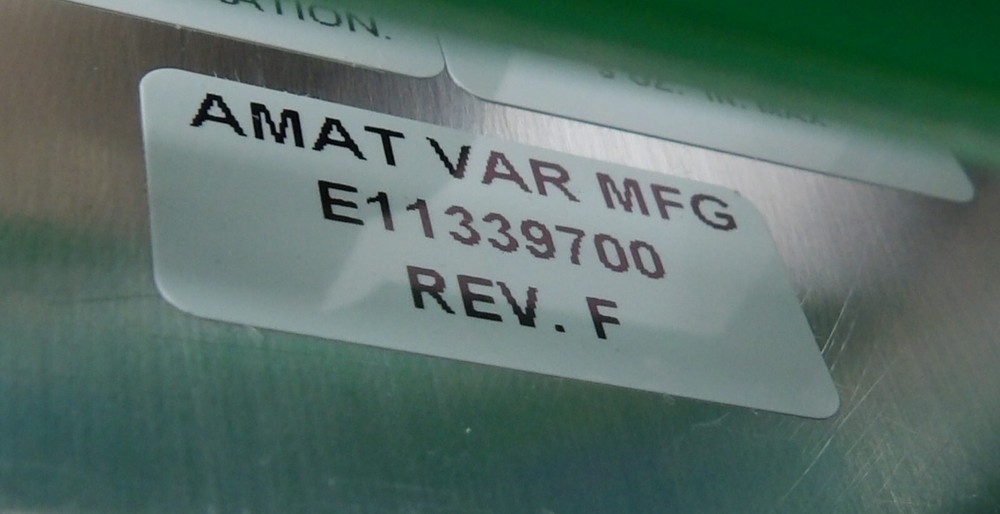 AMAT VAR MFG
E11339700
REV. F